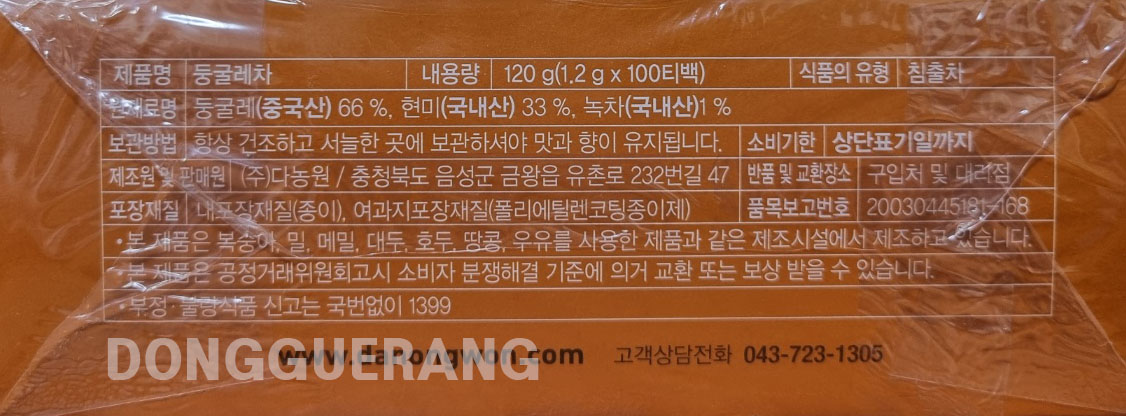 제품명 둥굴레차 내용량 120 g(1.2 g x 100티백) 식품의 유형 침출차
원재료명 둥굴레(중국산) 66 %, 현미(국내산) 33 %, 녹차(국내산)1 %
보관방법 항상 건조하고 서늘한 곳에 보관하셔야 맛과 향이 유지됩니다. 소비기한 상단표기일까지
제조원 및 판매원 (주)다농원 / 충청북도 음성군 금왕읍 유촌로 232번길 47 반품 및 교환장소 구입처 및 대리점
포장재질 내포장재질(종이), 여과지포장재질(폴리에틸렌코팅종이제) 품목보고번호 20030445181-168
•본 제품은 복숭아, 밀, 메밀, 대두, 호두, 땅콩, 우유를 사용한 제품과 같은 제조시설에서 제조하고 있습니다.
•본 제품은 공정거래위원회고시 소비자 분쟁해결 기준에 의거 교환 또는 보상 받을 수 있습니다.
•부정·불량식품 신고는 국번없이 1399
www.danongwon.com 고객상담전화 043-723-1305
DONGGUERANG